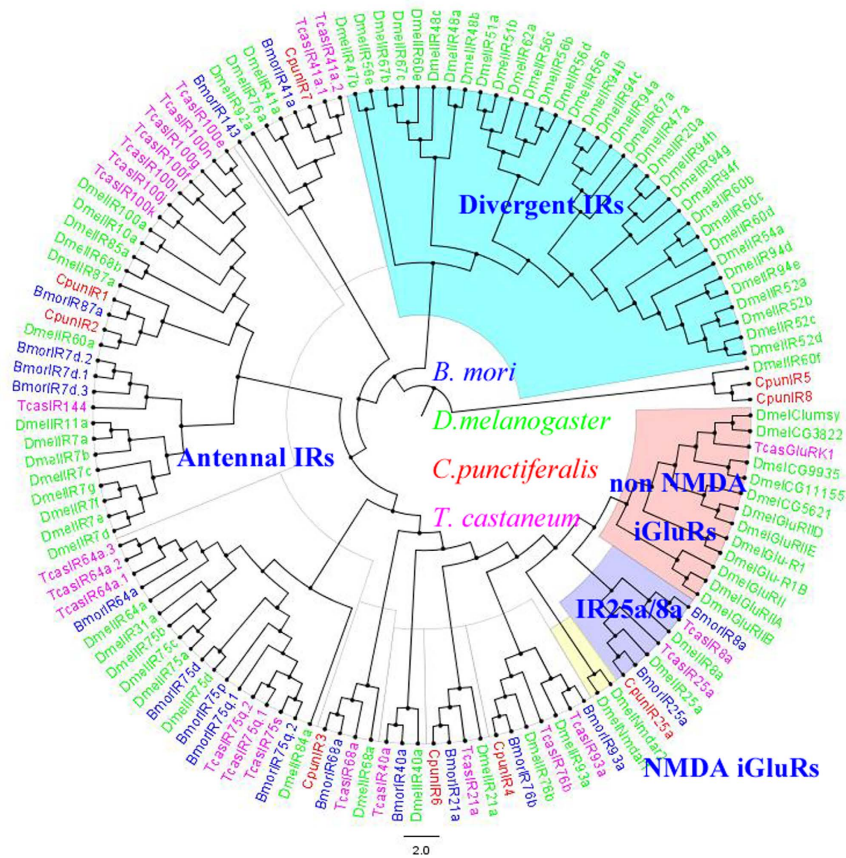 DmelIR47b
DmelIR56e
DmelIR67b
DmelIR67c
DmelIR60e
DmelIR48c
DmelIR48a
DmelIR48b
DmelIR51a
DmelIR51b
DmelIR62a
DmelIR56c
DmelIR56b
DmelIR56d
DmelIR56a
DmelIR94b
DmelIR94c
DmelIR94a
DmelIR67a
DmelIR47a
DmelIR20a
DmelIR94h
DmelIR94g
DmelIR94f
DmelIR60b
DmelIR60c
DmelIR60d
DmelIR54a
DmelIR94d
DmelIR94e
DmelIR52a
DmelIR52b
DmelIR52c
DmelIR52d
DmelIR60f
CpunIR5
CpunIR8
DmelClumsy
DmelCG3822
TcasGluRK1
DmelCG9935
DmelCG11155
DmelCG5621
DmelGluRIID
DmelGluRIIE
DmelGlu-R1
DmelGlu-R1B
DmelGluRII
DmelGluRIIA
DmelGluRIIB
BmorIR8a
TcasIR8a
DmelIR8a
TcasIR25a
DmelIR25a
BmorIR25a
CpunIR25a
BmorIR93a
TcasIR93a
DmelIR93a
TcasIR76b
DmelIR76b
BmorIR76b
CpunIR4
DmelIR21a
TcasIR21a
BmorIR21a
CpunIR6
DmelIR40a
BmorIR40a
TcasIR40a
DmelIR68a
TcasIR68a
BmorIR68a
CpunIR3
DmelIR84a
BmorIR75q.2
TcasIR75s
TcasIR75q.1
TcasIR75q.2
BmorIR75q.1
BmorIR75p
DmelIR75d
BmorIR75d
DmelIR75a
DmelIR75c
DmelIR75b
DmelIR31a
DmelIR64a
BmorIR64a
TcasIR64a.1
TcasIR64a.2
TcasIR64a.3
DmelIR7d
DmelIR7a
DmelIR7f
DmelIR7g
DmelIR7c
DmelIR7b
DmelIR7a
DmelIR11a
TcasIR144
BmorIR7d.3
BmorIR7d.1
BmorIR7d.2
DmelIR60a
CpunIR2
BmorIR87a
CpunIR1
DmelIR87a
DmelIR68b
DmelIR85a
DmelIR10a
DmelIR100a
TcasIR100k
TcasIR100j
TcasIR100g
TcasIR100e
BmorIR143
DmelIR92a
DmelIR76a
DmelIR41a
BmorIR41a
CpunIR7
TcasIR41a.1
TcasIR41a.2
Divergent IRs
B. mori
D.melanogaster
C.punctiferalis
T. castaneum
Antennal IRs
non NMDA
iGluRs
IR25a/8a
NMDA iGluRs
2.0